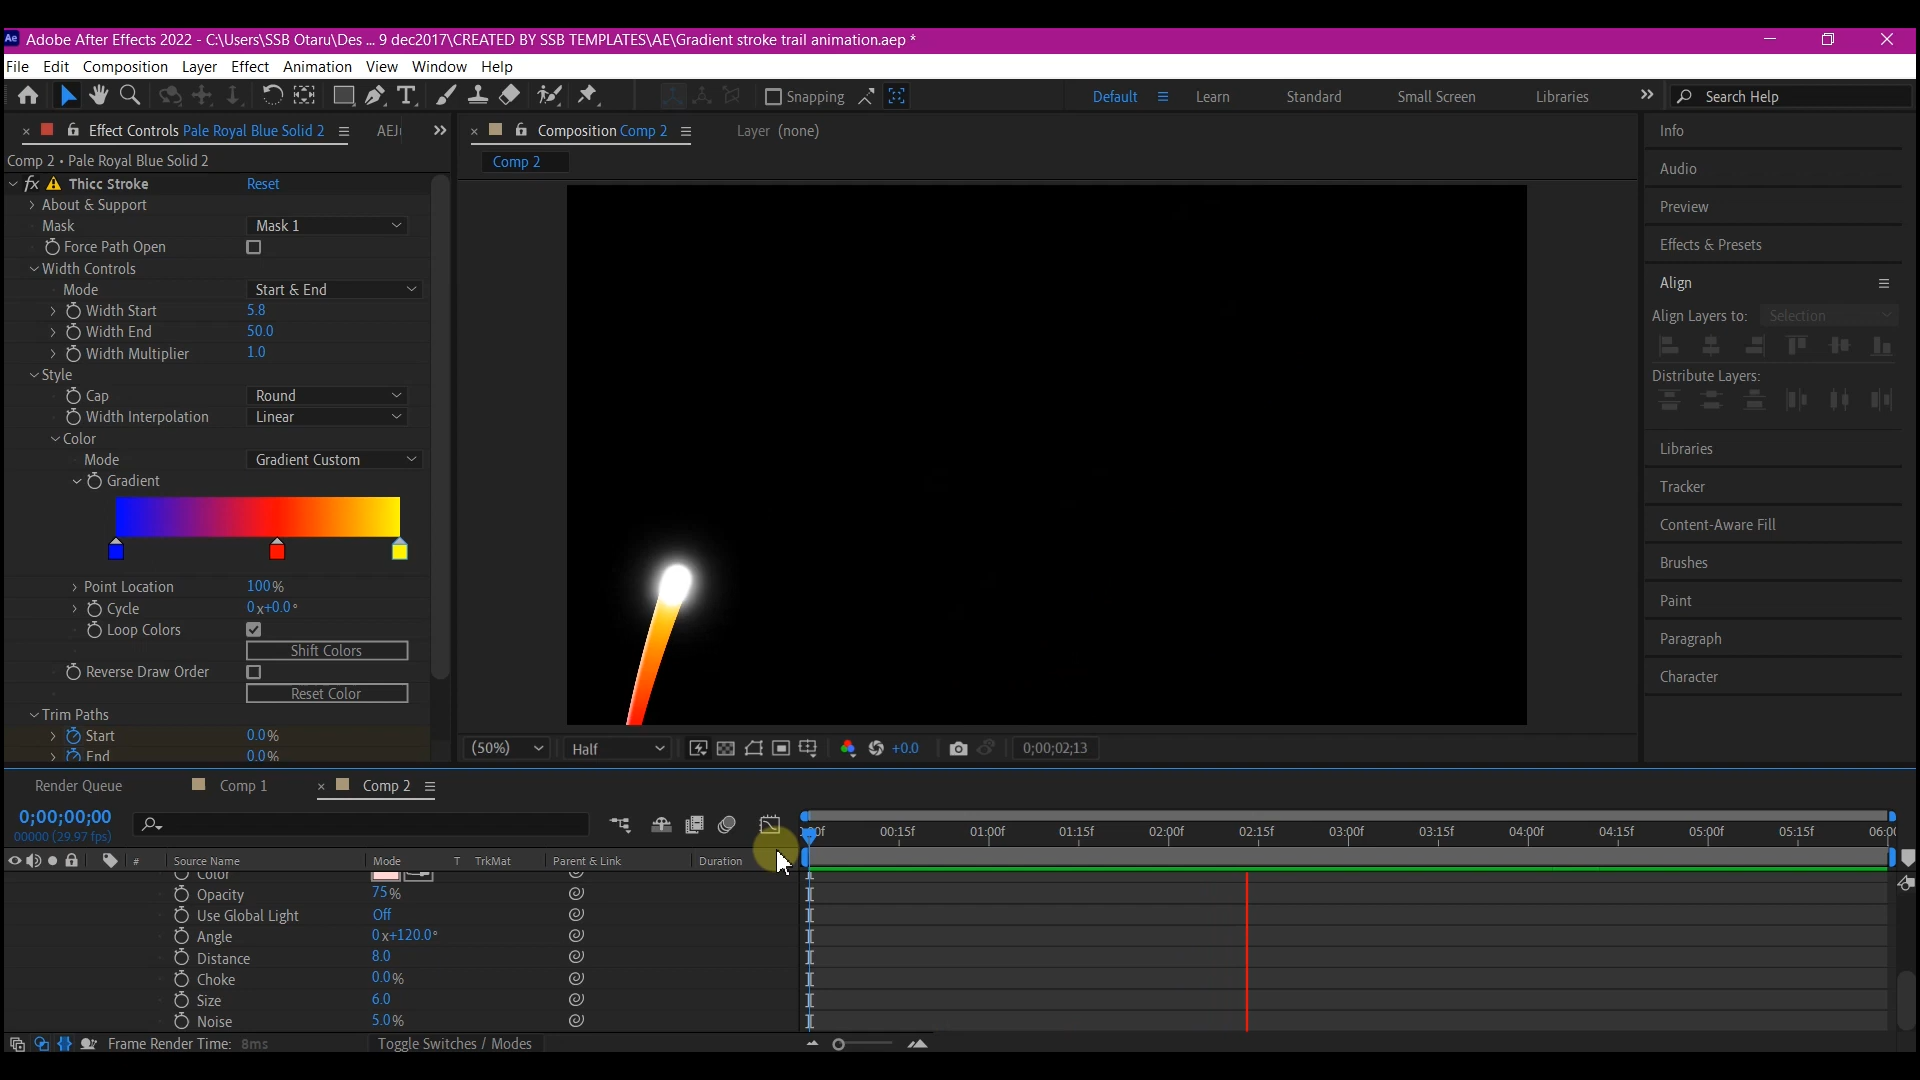 Ae Adobe After Effects 2022 - C:\Users\SSB Otaru\Des ... 9 dec2017\CREATED BY SSB TEMPLATES\AE\Gradient stroke trail animation.aep *
File Edit Composition Layer Effect Animation View Window Help
Snapping Default Learn Standard Small Screen Libraries Search Help
Effect Controls Pale Royal Blue Solid 2
Composition Comp 2 Layer (none)
Comp 2 • Pale Royal Blue Solid 2
Comp 2
fx Thicc Stroke Reset
About & Support
Mask Mask 1
Force Path Open
Width Controls
Mode Start & End
Width Start 5.8
Width End 50.0
Width Multiplier 1.0
Style
Cap Round
Width Interpolation Linear
Color
Mode Gradient Custom
Gradient
Point Location 100%
Cycle 0x+0.0°
Loop Colors
Shift Colors
Reverse Draw Order
Reset Color
Trim Paths
Start 0.0%
End 0.0%
(50%) Half +0.0 0;00;02;13
Info
Audio
Preview
Effects & Presets
Align
Align Layers to: Selection
Distribute Layers:
Libraries
Tracker
Content-Aware Fill
Brushes
Paint
Paragraph
Character
Render Queue Comp 1 Comp 2
0;00;00;00
00000 (29.97 fps)
00:15f 01:00f 01:15f 02:00f 02:15f 03:00f 03:15f 04:00f 04:15f 05:00f 05:15f
# Source Name Mode T TrkMat Parent & Link Duration
Color
Opacity 75%
Use Global Light Off
Angle 0x+120.0°
Distance 8.0
Choke 0.0%
Size 6.0
Noise 5.0%
Frame Render Time: 8ms Toggle Switches / Modes